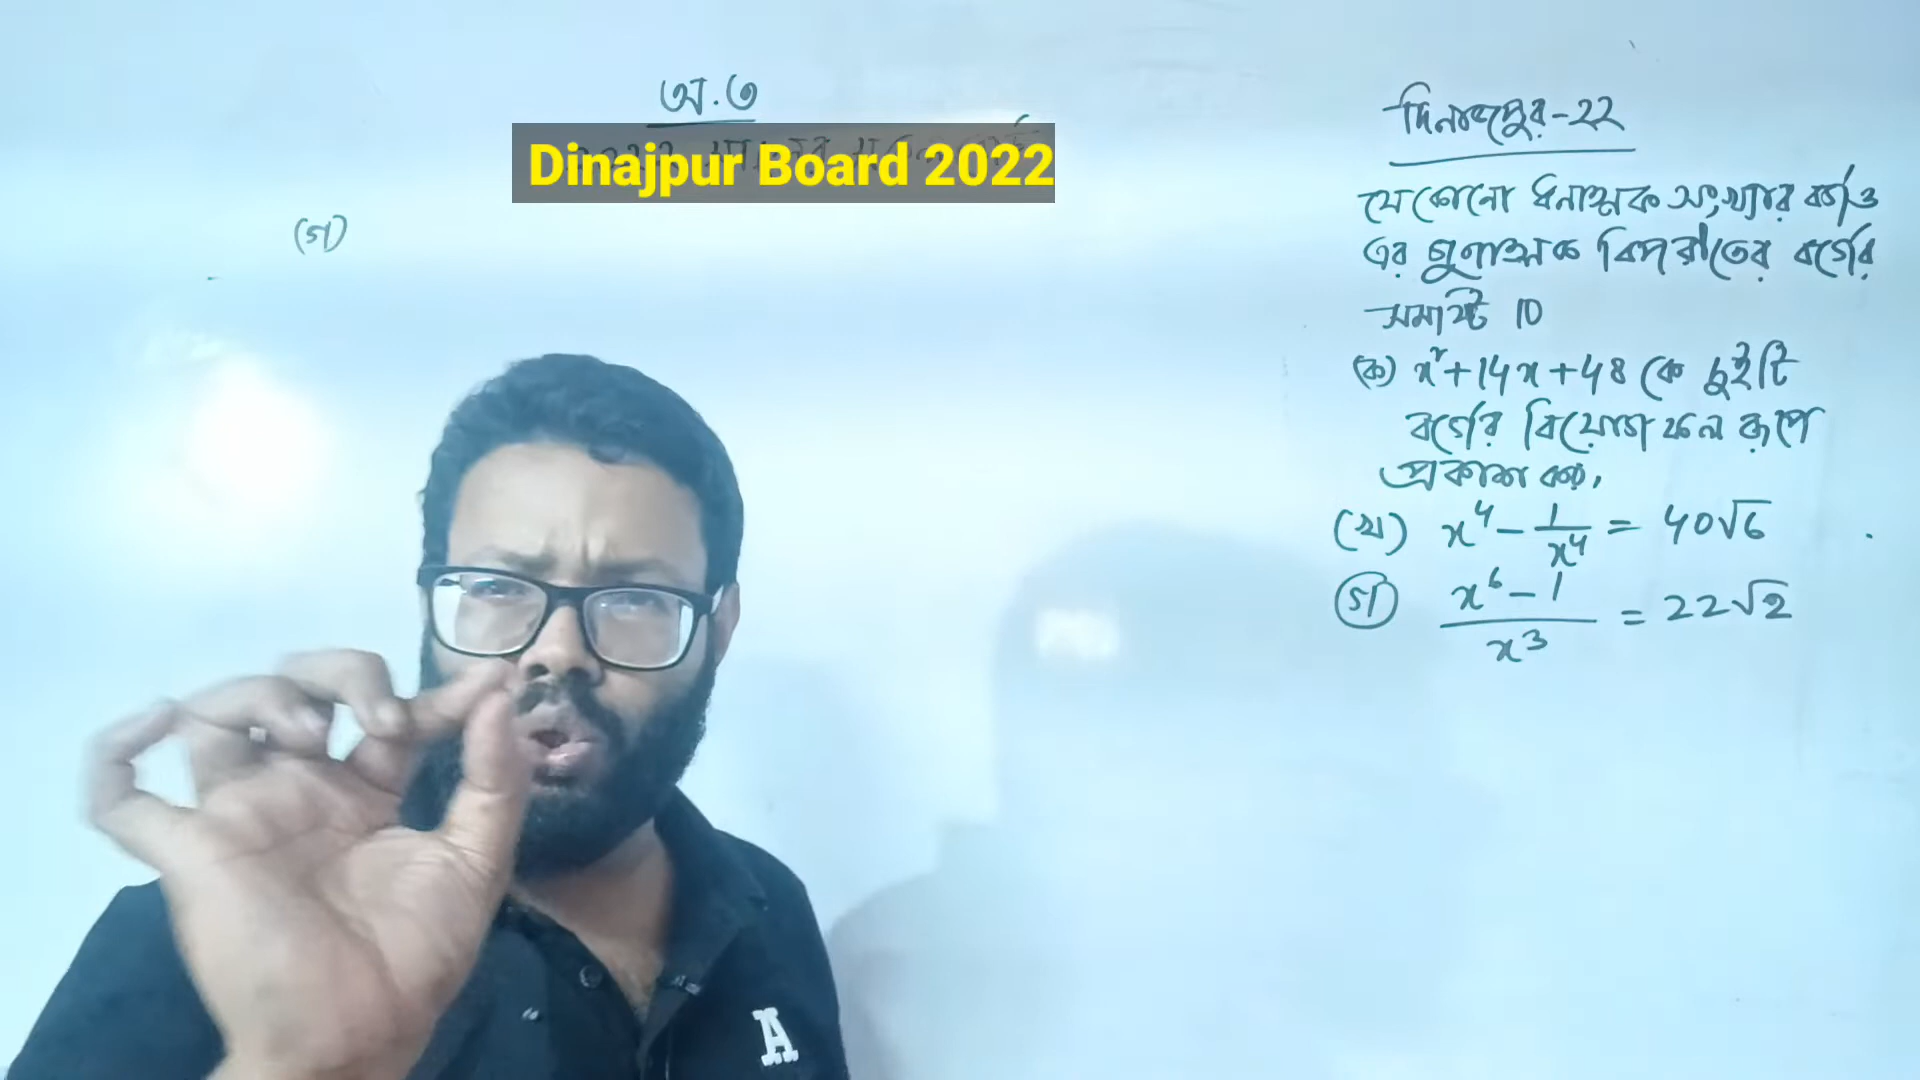 অ.৩
Dinajpur Board 2022
(গ)
দিনাজপুর-২২
যেকোনো ধনাত্মক সংখ্যার বর্গ ও
এর গুণাত্মক বিপরীতের বর্গের
সমষ্টি 10
(ক) x²+14x+48 কে দুইটি
বর্গের বিয়োগফল রূপে
প্রকাশ কর,
(খ) x⁴ - 1/x⁴ = 40√6
(গ) x⁶ - 1 / x³ = 22√2
A